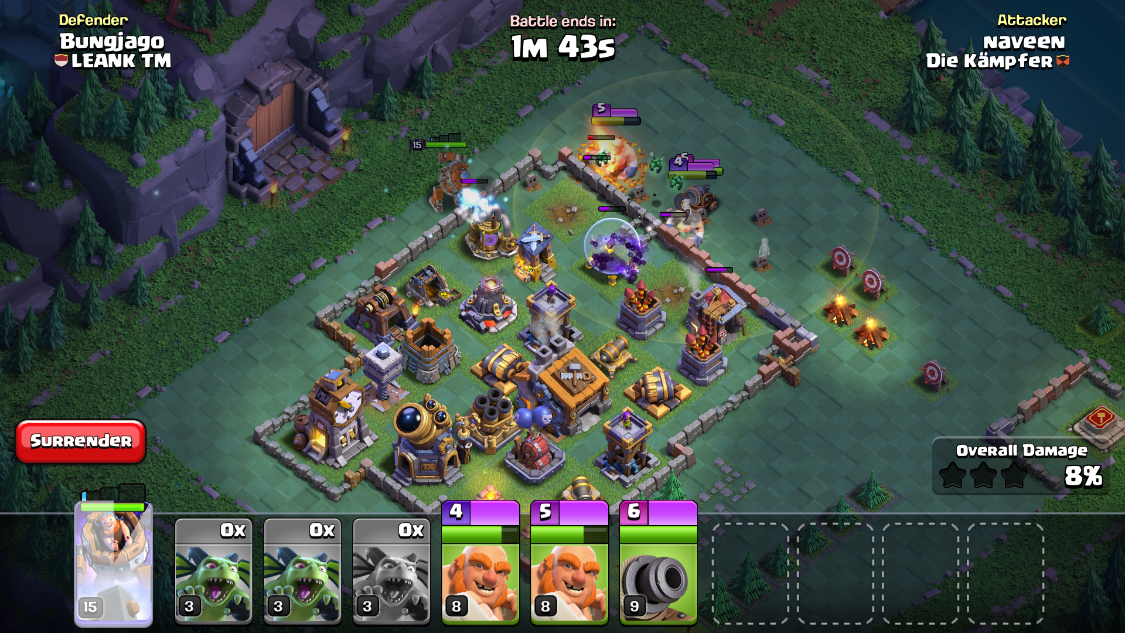 Defender
Bungjago
LEANK TM
Battle ends in:
1m 43s
Attacker
naveen
Die Kämpfer
5
15
4
5
Surrender
Overall Damage
8%
15
0x
3
0x
3
0x
3
4
8
5
8
6
9